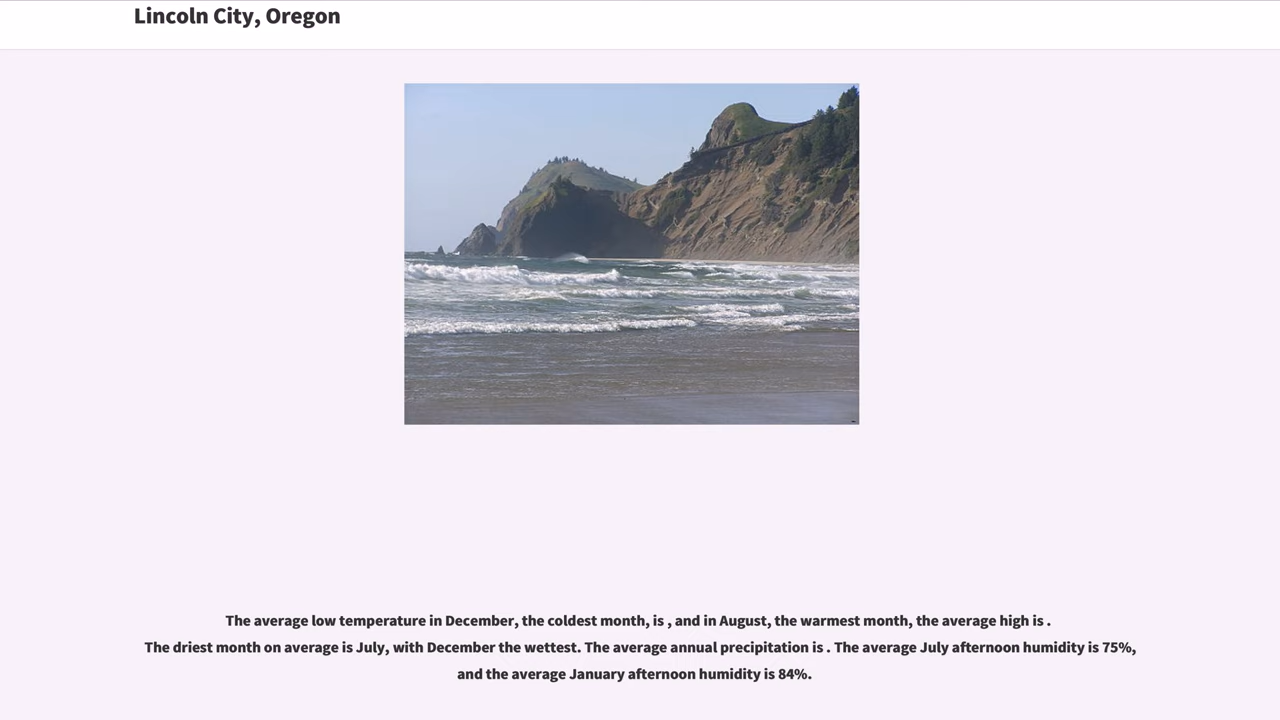 Lincoln City, Oregon
The average low temperature in December, the coldest month, is , and in August, the warmest month, the average high is .
The driest month on average is July, with December the wettest. The average annual precipitation is . The average July afternoon humidity is 75%,
and the average January afternoon humidity is 84%.